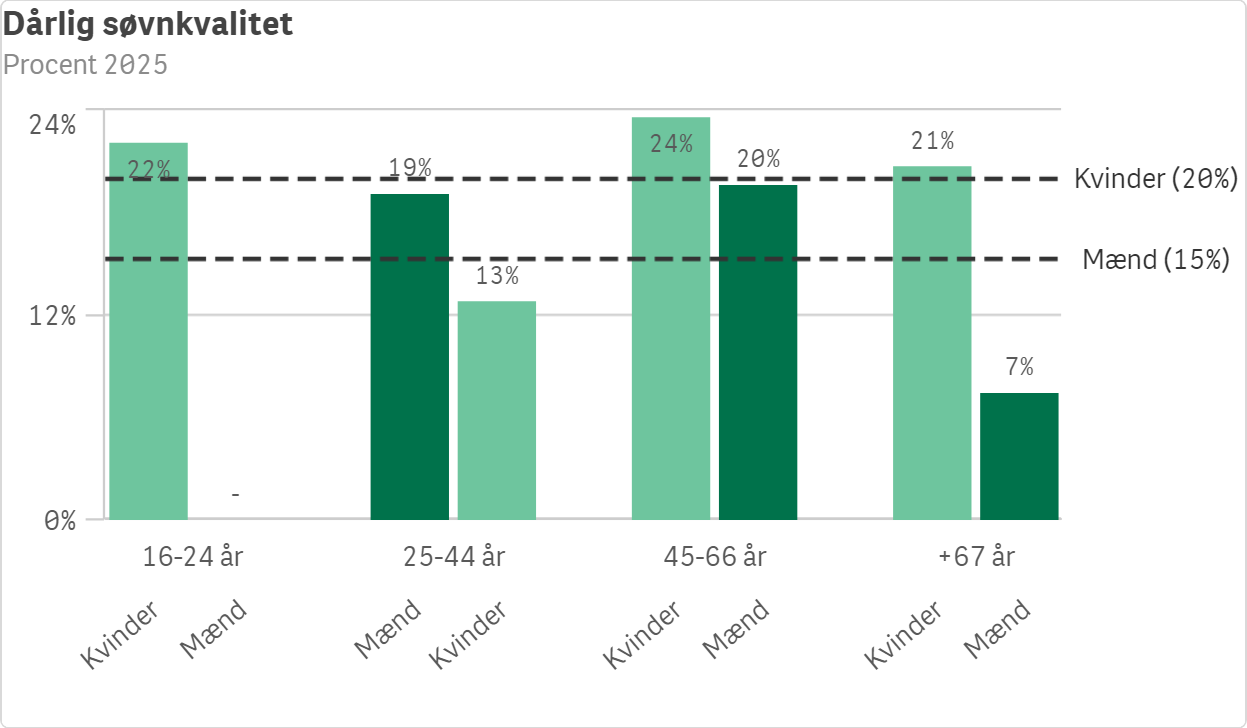 Dårlig søvnkvalitet
Procent 2025
24%
12%
0%
22%
-
19%
13%
24%
20%
21%
7%
Kvinder (20%)
Mænd (15%)
16-24 år
25-44 år
45-66 år
+67 år
Kvinder
Mænd
Mænd
Kvinder
Kvinder
Mænd
Kvinder
Mænd